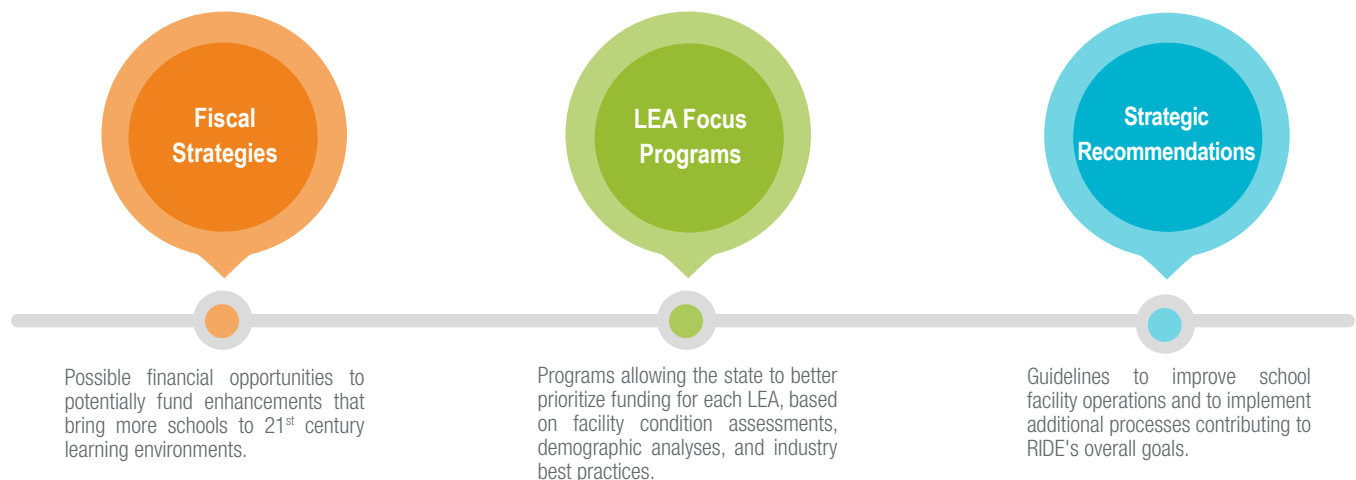 Fiscal
Strategies
LEA Focus
Programs
Strategic
Recommendations
Possible financial opportunities to
potentially fund enhancements that
bring more schools to 21st century
learning environments.
Programs allowing the state to better
prioritize funding for each LEA, based
on facility condition assessments,
demographic analyses, and industry
best practices.
Guidelines to improve school
facility operations and to implement
additional processes contributing to
RIDE's overall goals.